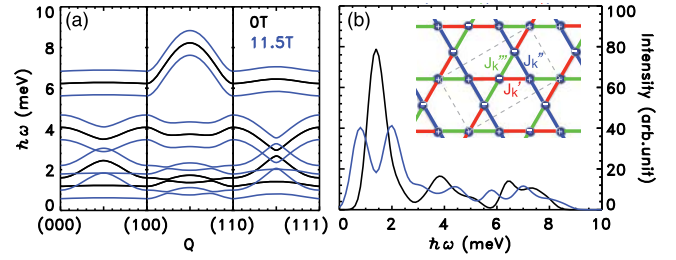 (a)
0T
11.5T
ħω (meV)
10
8
6
4
2
0
(000) (100) (110) (111)
Q
(b)
J_k'''
J_k''
J_k'
100
80
60
40
20
0
Intensity (arb.unit)
0 2 4 6 8 10
ħω (meV)